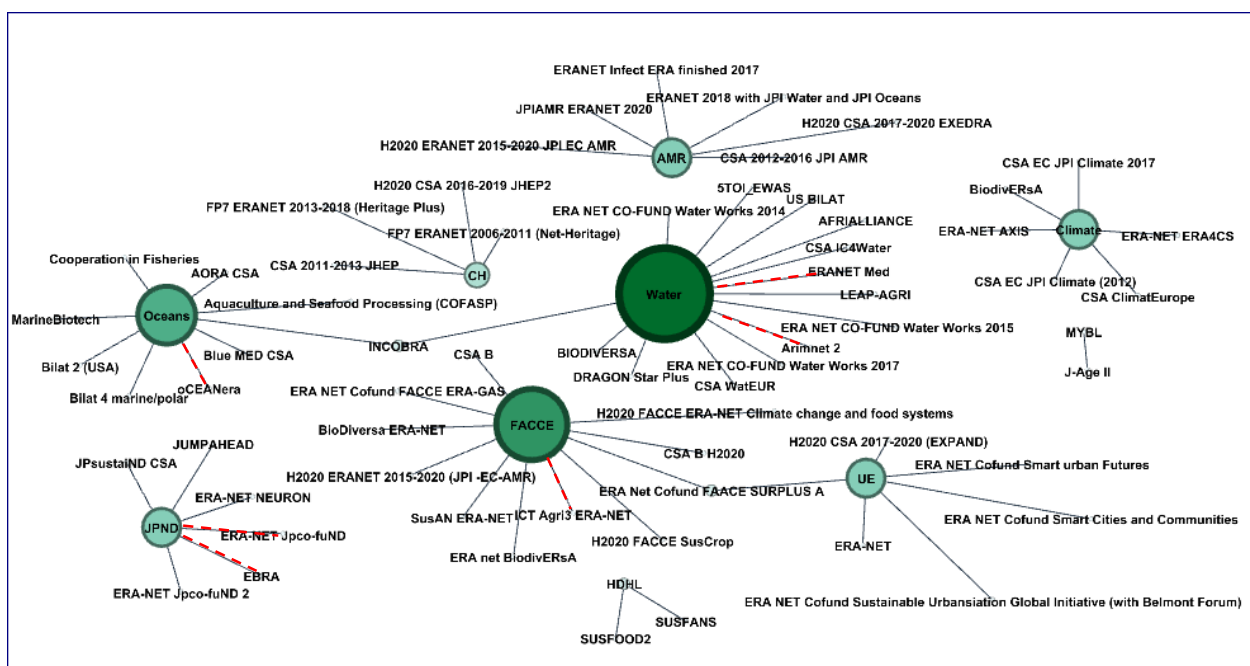 ERANET Infect ERA finished 2017
ERANET 2018 with JPI Water and JPI Oceans
JPIAMR ERANET 2020
H2020 CSA 2017-2020 EXEDRA
H2020 ERANET 2015-2020 JPI EC AMR
AMR
CSA 2012-2016 JPI AMR
CSA EC JPI Climate 2017
H2020 CSA 2016-2019 JHEP2
5TOI_EWAS
BiodivERsA
US BILAT
FP7 ERANET 2013-2018 (Heritage Plus)
ERA NET CO-FUND Water Works 2014
AFRIALLIANCE
ERA-NET AXIS
Climate
ERA-NET ERA4CS
FP7 ERANET 2006-2011 (Net-Heritage)
CSA IC4Water
Cooperation in Fisheries
CSA 2011-2013 JHEP
AORA CSA
CH
ERANET Med
CSA EC JPI Climate (2012)
Water
LEAP-AGRI
CSA ClimatEurope
Aquaculture and Seafood Processing (COFASP)
MarineBiotech
Oceans
ERA NET CO-FUND Water Works 2015
MYBL
INCOBRA
Arimnet 2
Blue MED CSA
CSA B
BIODIVERSA
Bilat 2 (USA)
ERA NET CO-FUND Water Works 2017
J-Age II
DRAGON Star Plus
oCEANera
CSA WatEUR
ERA NET Cofund FACCE ERA-GAS
Bilat 4 marine/polar
H2020 FACCE ERA-NET Climate change and food systems
FACCE
BioDiversa ERA-NET
JUMPAHEAD
H2020 CSA 2017-2020 (EXPAND)
CSA B H2020
JPsustaiND CSA
ERA NET Cofund Smart urban Futures
H2020 ERANET 2015-2020 (JPI -EC-AMR)
UE
ERA Net Cofund FAACE SURPLUS A
ERA-NET NEURON
SusAN ERA-NET
ICT Agri3 ERA-NET
ERA NET Cofund Smart Cities and Communities
JPND
ERA-NET Jpco-fuND
H2020 FACCE SusCrop
ERA-NET
ERA net BiodivERsA
EBRA
HDHL
ERA-NET Jpco-fuND 2
ERA NET Cofund Sustainable Urbansiation Global Initiative (with Belmont Forum)
SUSFANS
SUSFOOD2